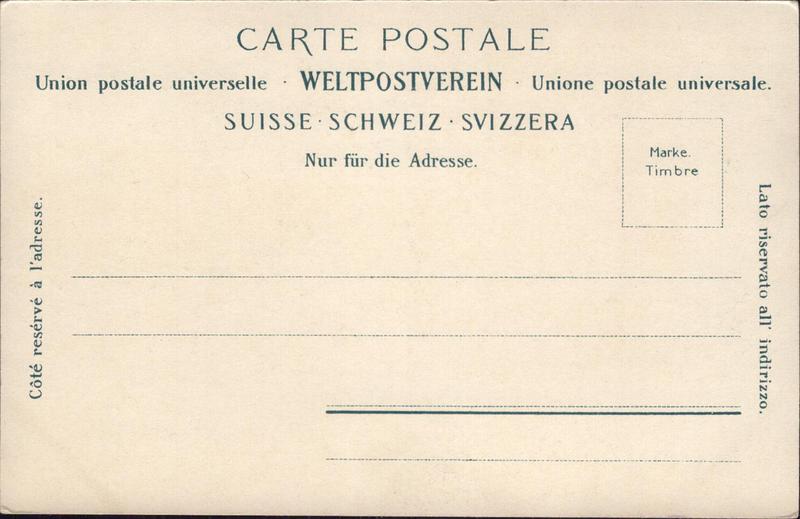 CARTE POSTALE
Union postale universelle · WELTPOSTVEREIN · Unione postale universale.
SUISSE · SCHWEIZ · SVIZZERA
Nur für die Adresse.
Marke.
Timbre
Côté resérvé à l'adresse.
Lato riservato all' indirizzo.